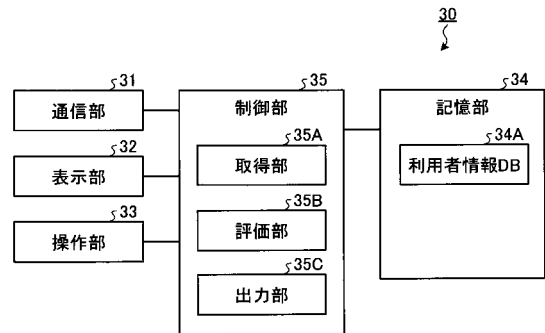 30
31
通信部
32
表示部
33
操作部
35
制御部
35A
取得部
35B
評価部
35C
出力部
34
記憶部
34A
利用者情報DB